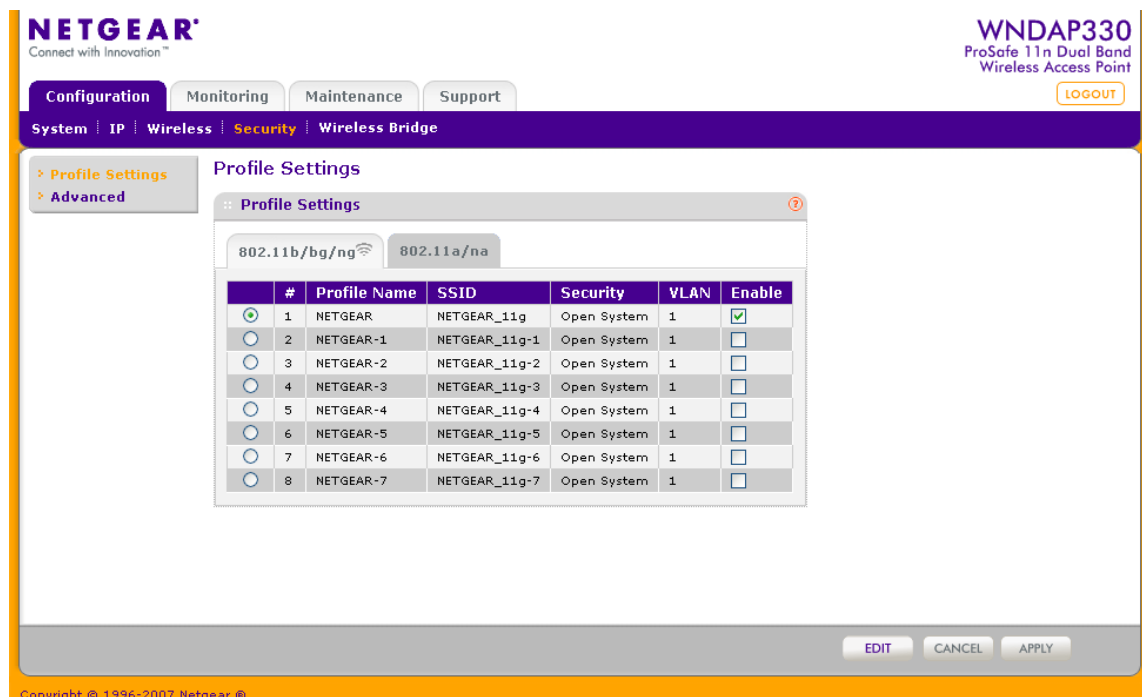 NETGEAR
Connect with Innovation™
WNDAP330
ProSafe 11n Dual Band
Wireless Access Point
Configuration Monitoring Maintenance Support
LOGOUT
System IP Wireless Security Wireless Bridge
Profile Settings
Advanced
Profile Settings
Profile Settings ?
802.11b/bg/ng 802.11a/na
# Profile Name SSID Security VLAN Enable
1 NETGEAR NETGEAR_11g Open System 1
2 NETGEAR-1 NETGEAR_11g-1 Open System 1
3 NETGEAR-2 NETGEAR_11g-2 Open System 1
4 NETGEAR-3 NETGEAR_11g-3 Open System 1
5 NETGEAR-4 NETGEAR_11g-4 Open System 1
6 NETGEAR-5 NETGEAR_11g-5 Open System 1
7 NETGEAR-6 NETGEAR_11g-6 Open System 1
8 NETGEAR-7 NETGEAR_11g-7 Open System 1
EDIT CANCEL APPLY
Copyright © 1996-2007 Netgear ®